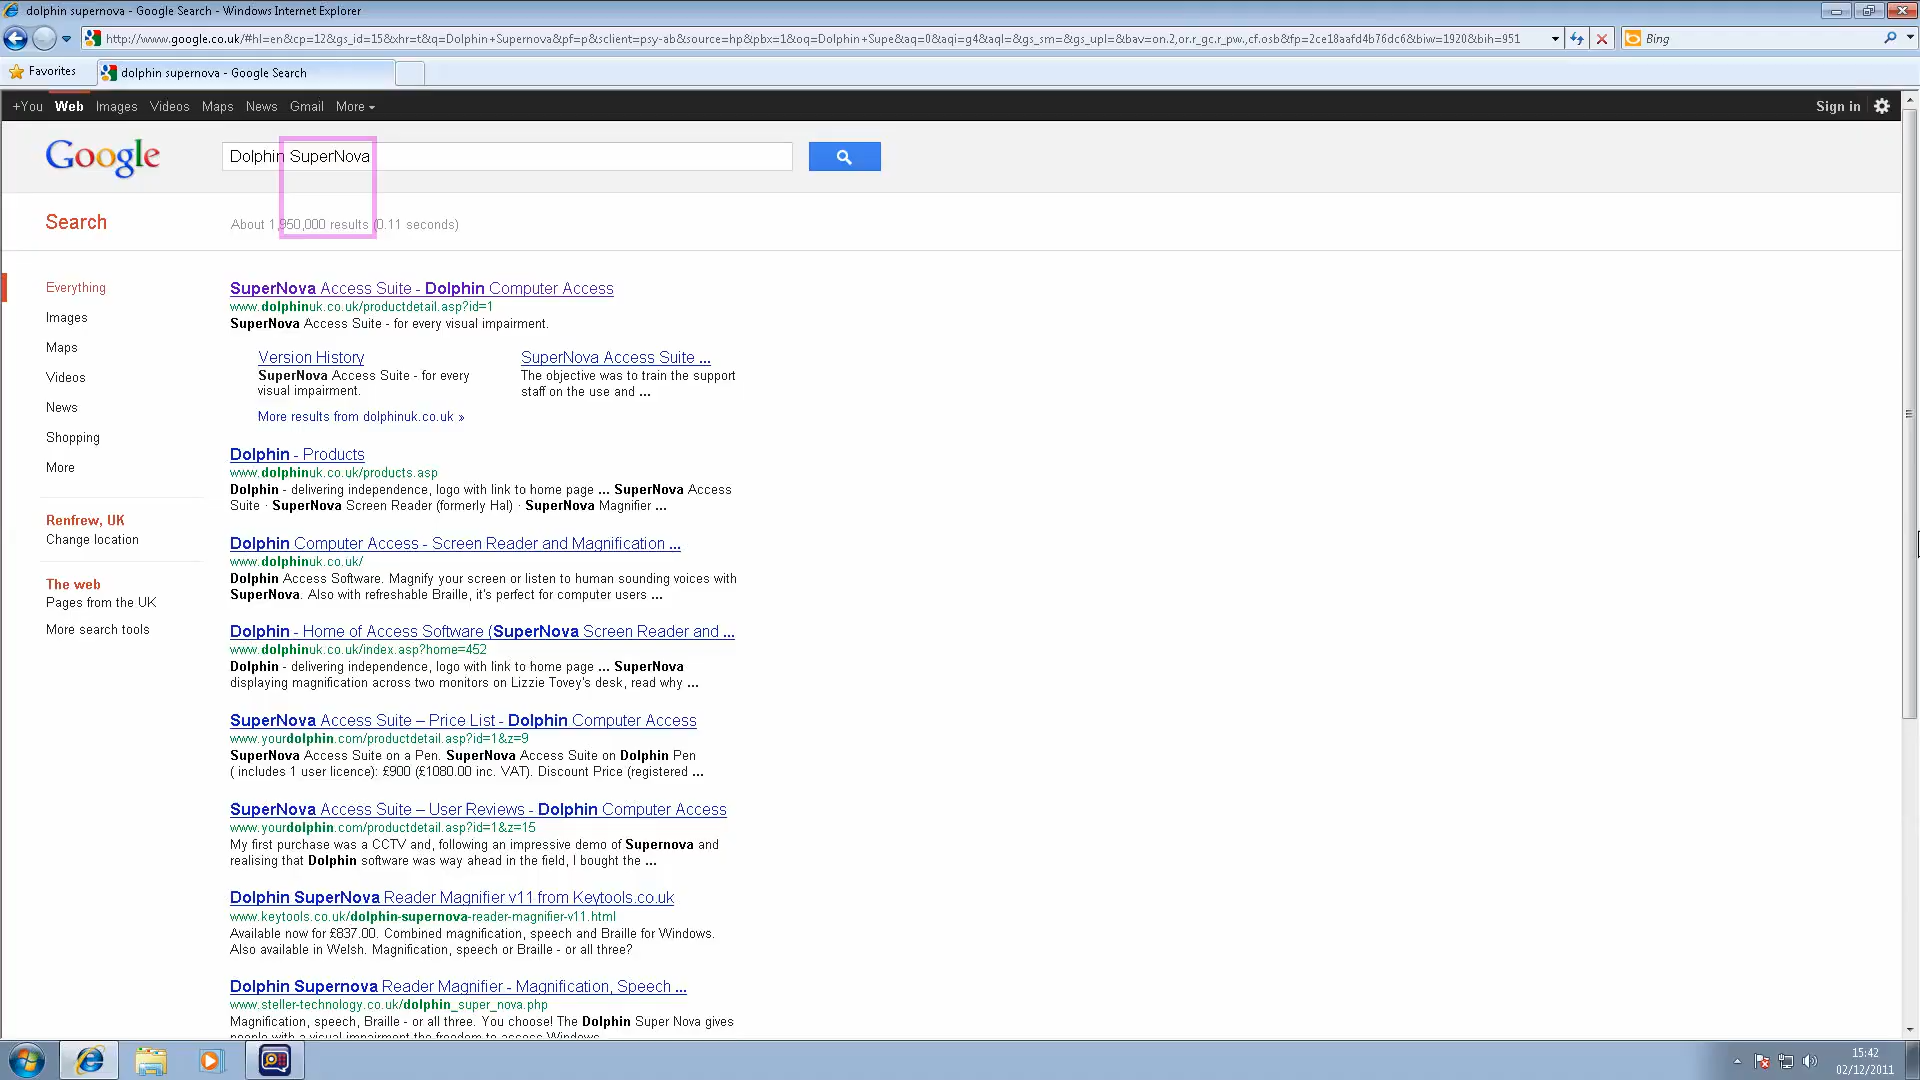 dolphin supernova - Google Search - Windows Internet Explorer
http://www.google.co.uk/#hl=en&cp=12&gs_id=15&xhr=t&q=Dolphin+Supernova&pf=p&sclient=psy-ab&source=hp&pbx=1&oq=Dolphin+Supe&aq=0&aqi=g4&aql=&gs_sm=&gs_upl=&bav=on.2,or.r_gc.r_pw.,cf.osb&fp=2ce18aafd4b76dc6&biw=1920&bih=951
Bing
Favorites
dolphin supernova - Google Search
+You Web Images Videos Maps News Gmail More
Sign in
Google
Dolphin SuperNova
Search
About 1,950,000 results (0.11 seconds)
Everything
Images
Maps
Videos
News
Shopping
More
Renfrew, UK
Change location
The web
Pages from the UK
More search tools
SuperNova Access Suite - Dolphin Computer Access
www.dolphinuk.co.uk/productdetail.asp?id=1
SuperNova Access Suite - for every visual impairment.
Version History
SuperNova Access Suite - for every
visual impairment.
SuperNova Access Suite ...
The objective was to train the support
staff on the use and ...
More results from dolphinuk.co.uk »
Dolphin - Products
www.dolphinuk.co.uk/products.asp
Dolphin - delivering independence, logo with link to home page ... SuperNova Access
Suite · SuperNova Screen Reader (formerly Hal) · SuperNova Magnifier ...
Dolphin Computer Access - Screen Reader and Magnification ...
www.dolphinuk.co.uk/
Dolphin Access Software. Magnify your screen or listen to human sounding voices with
SuperNova. Also with refreshable Braille, it's perfect for computer users ...
Dolphin - Home of Access Software (SuperNova Screen Reader and ...
www.dolphinuk.co.uk/index.asp?home=452
Dolphin - delivering independence, logo with link to home page ... SuperNova
displaying magnification across two monitors on Lizzie Tovey's desk, read why ...
SuperNova Access Suite – Price List - Dolphin Computer Access
www.yourdolphin.com/productdetail.asp?id=1&z=9
SuperNova Access Suite on a Pen. SuperNova Access Suite on Dolphin Pen
( includes 1 user licence): £900 (£1080.00 inc. VAT). Discount Price (registered ...
SuperNova Access Suite – User Reviews - Dolphin Computer Access
www.yourdolphin.com/productdetail.asp?id=1&z=15
My first purchase was a CCTV and, following an impressive demo of Supernova and
realising that Dolphin software was way ahead in the field, I bought the ...
Dolphin SuperNova Reader Magnifier v11 from Keytools.co.uk
www.keytools.co.uk/dolphin-supernova-reader-magnifier-v11.html
Available now for £837.00. Combined magnification, speech and Braille for Windows.
Also available in Welsh. Magnification, speech or Braille - or all three?
Dolphin Supernova Reader Magnifier - Magnification, Speech ...
www.steller-technology.co.uk/dolphin_super_nova.php
Magnification, speech, Braille - or all three. You choose! The Dolphin Super Nova gives
people with a visual impairment the freedom to access Windows
15:42
02/12/2011